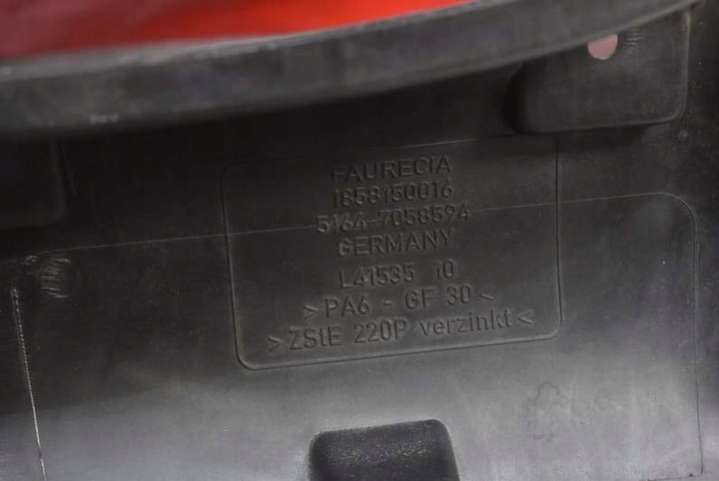 FAURECIA
1858150016
5164-7058594
GERMANY
L41535 10
>PA6 - GF 30<
>ZStE 220P verzinkt<